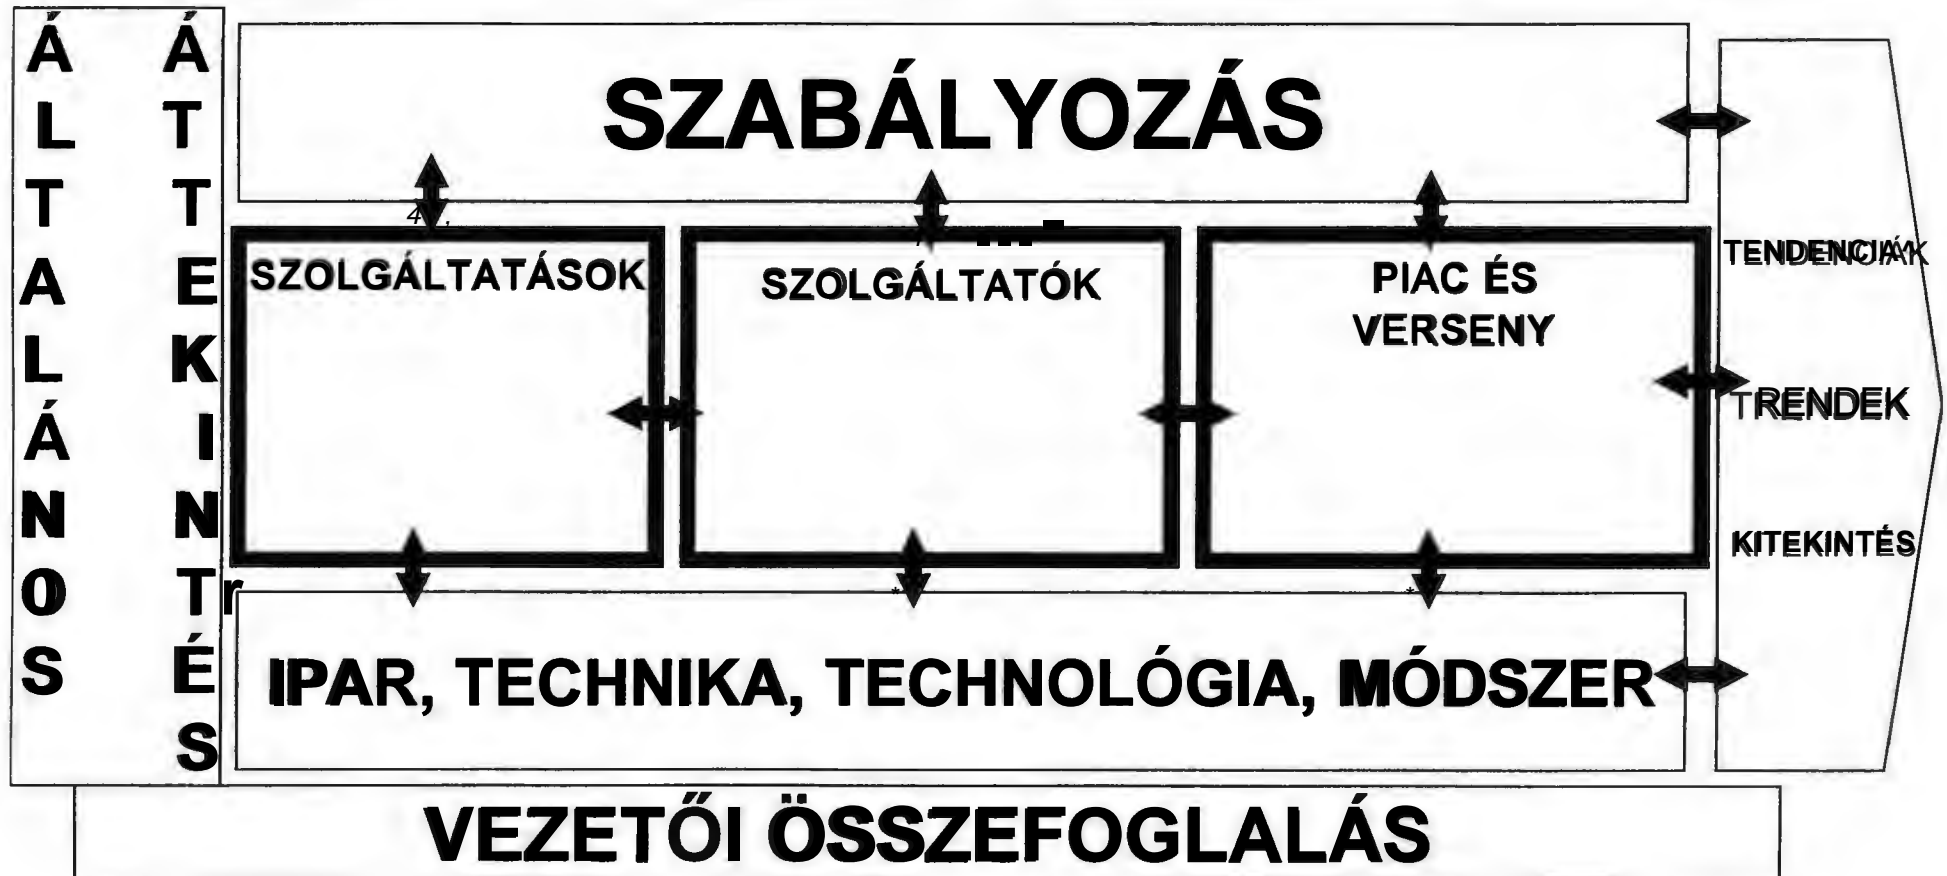 ÁLTALÁNOS
ÁTTEKINTÉS
SZABÁLYOZÁS
SZOLGÁLTATÁSOK
SZOLGÁLTATÓK
PIAC ÉS
VERSENY
TENDENCIÁK
TRENDEK
KITEKINTÉS
IPAR, TECHNIKA, TECHNOLÓGIA, MÓDSZER
VEZETŐI ÖSSZEFOGLALÁS